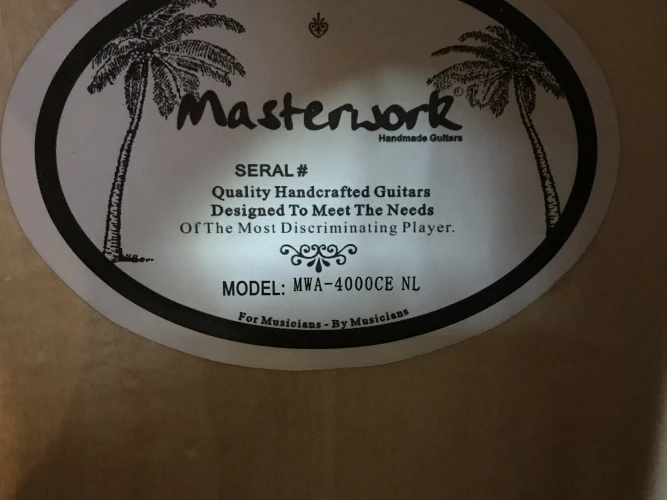 Masterwork ®
Handmade Guitars
SERAL #
Quality Handcrafted Guitars
Designed To Meet The Needs
Of The Most Discriminating Player.
MODEL: MWA-4000CE NL
For Musicians - By Musicians